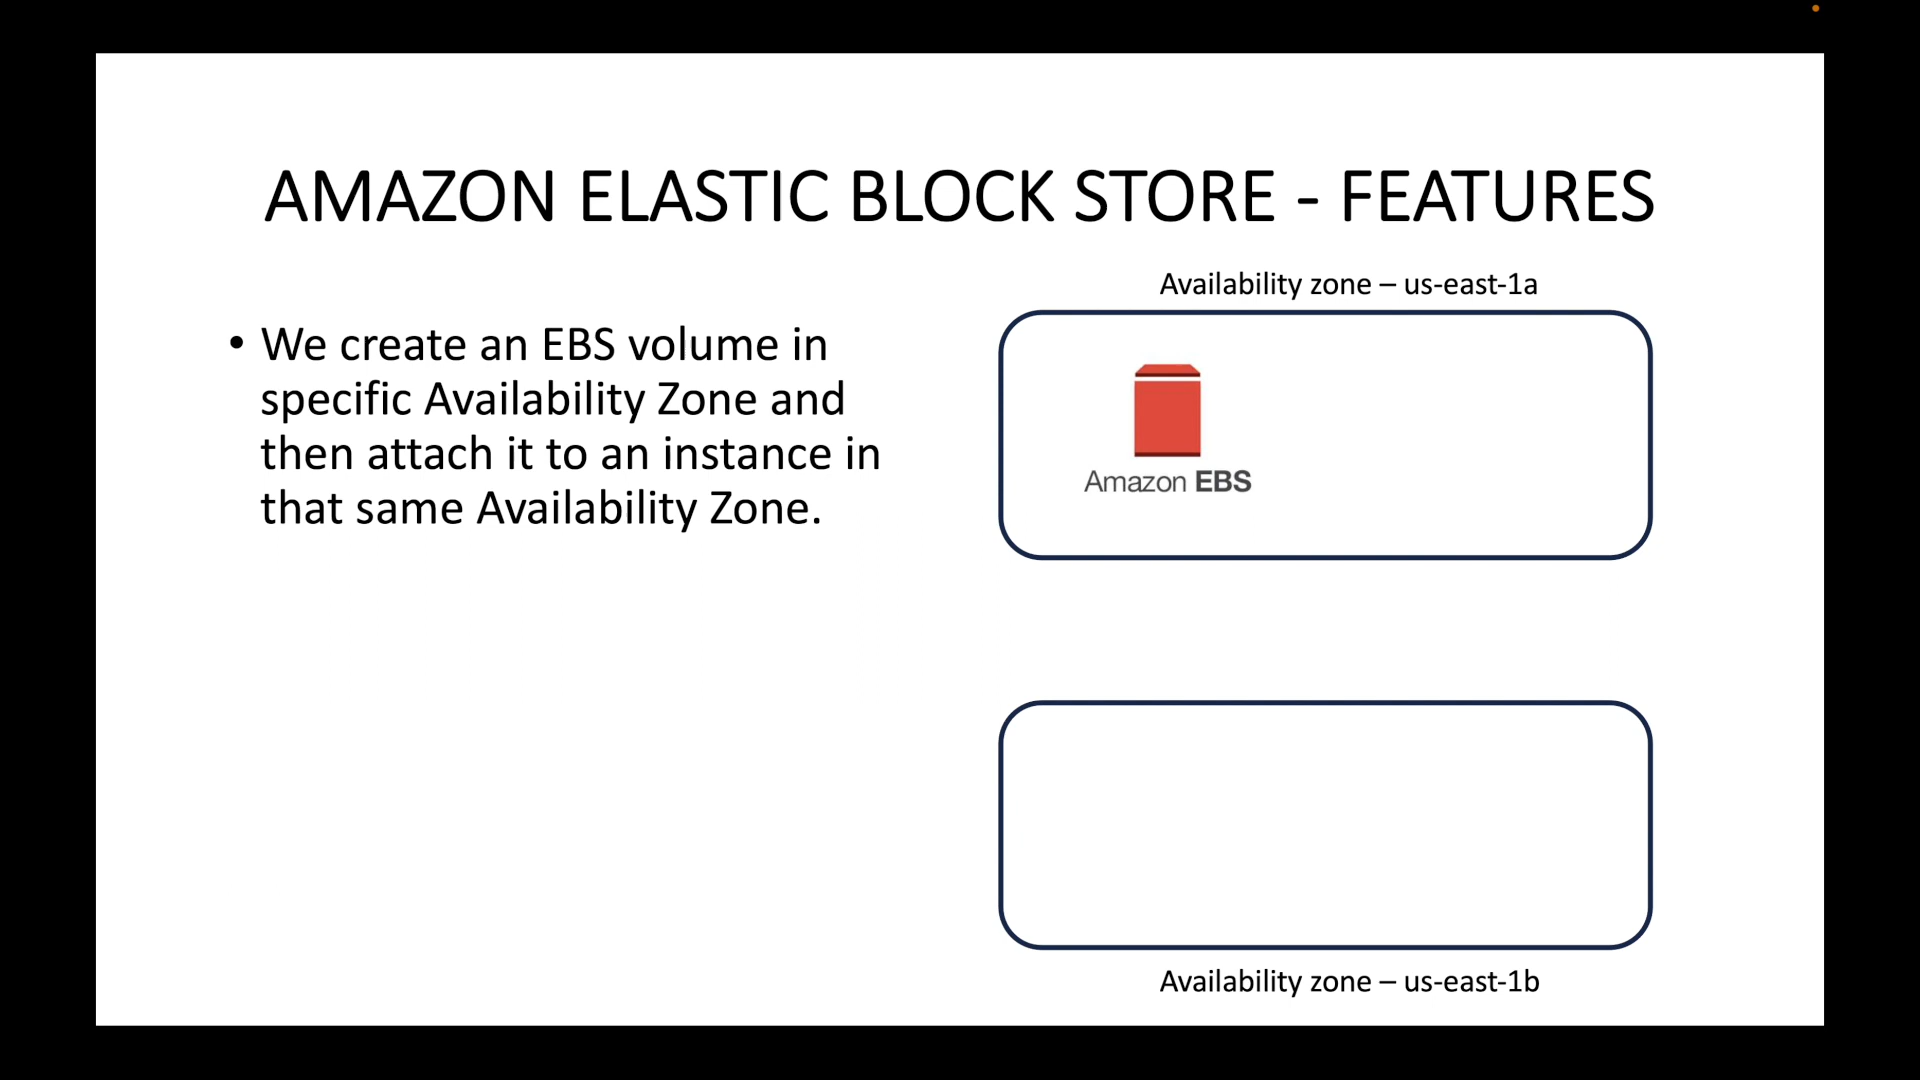 AMAZON ELASTIC BLOCK STORE - FEATURES
• We create an EBS volume in
specific Availability Zone and
then attach it to an instance in
that same Availability Zone.
Availability zone – us-east-1a
Amazon EBS
Availability zone – us-east-1b